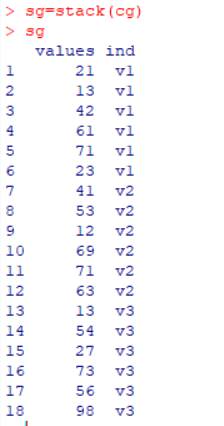 > sg=stack(cg)
> sg
   values ind
1      21  v1
2      13  v1
3      42  v1
4      61  v1
5      71  v1
6      23  v1
7      41  v2
8      53  v2
9      12  v2
10     69  v2
11     71  v2
12     63  v2
13     13  v3
14     54  v3
15     27  v3
16     73  v3
17     56  v3
18     98  v3